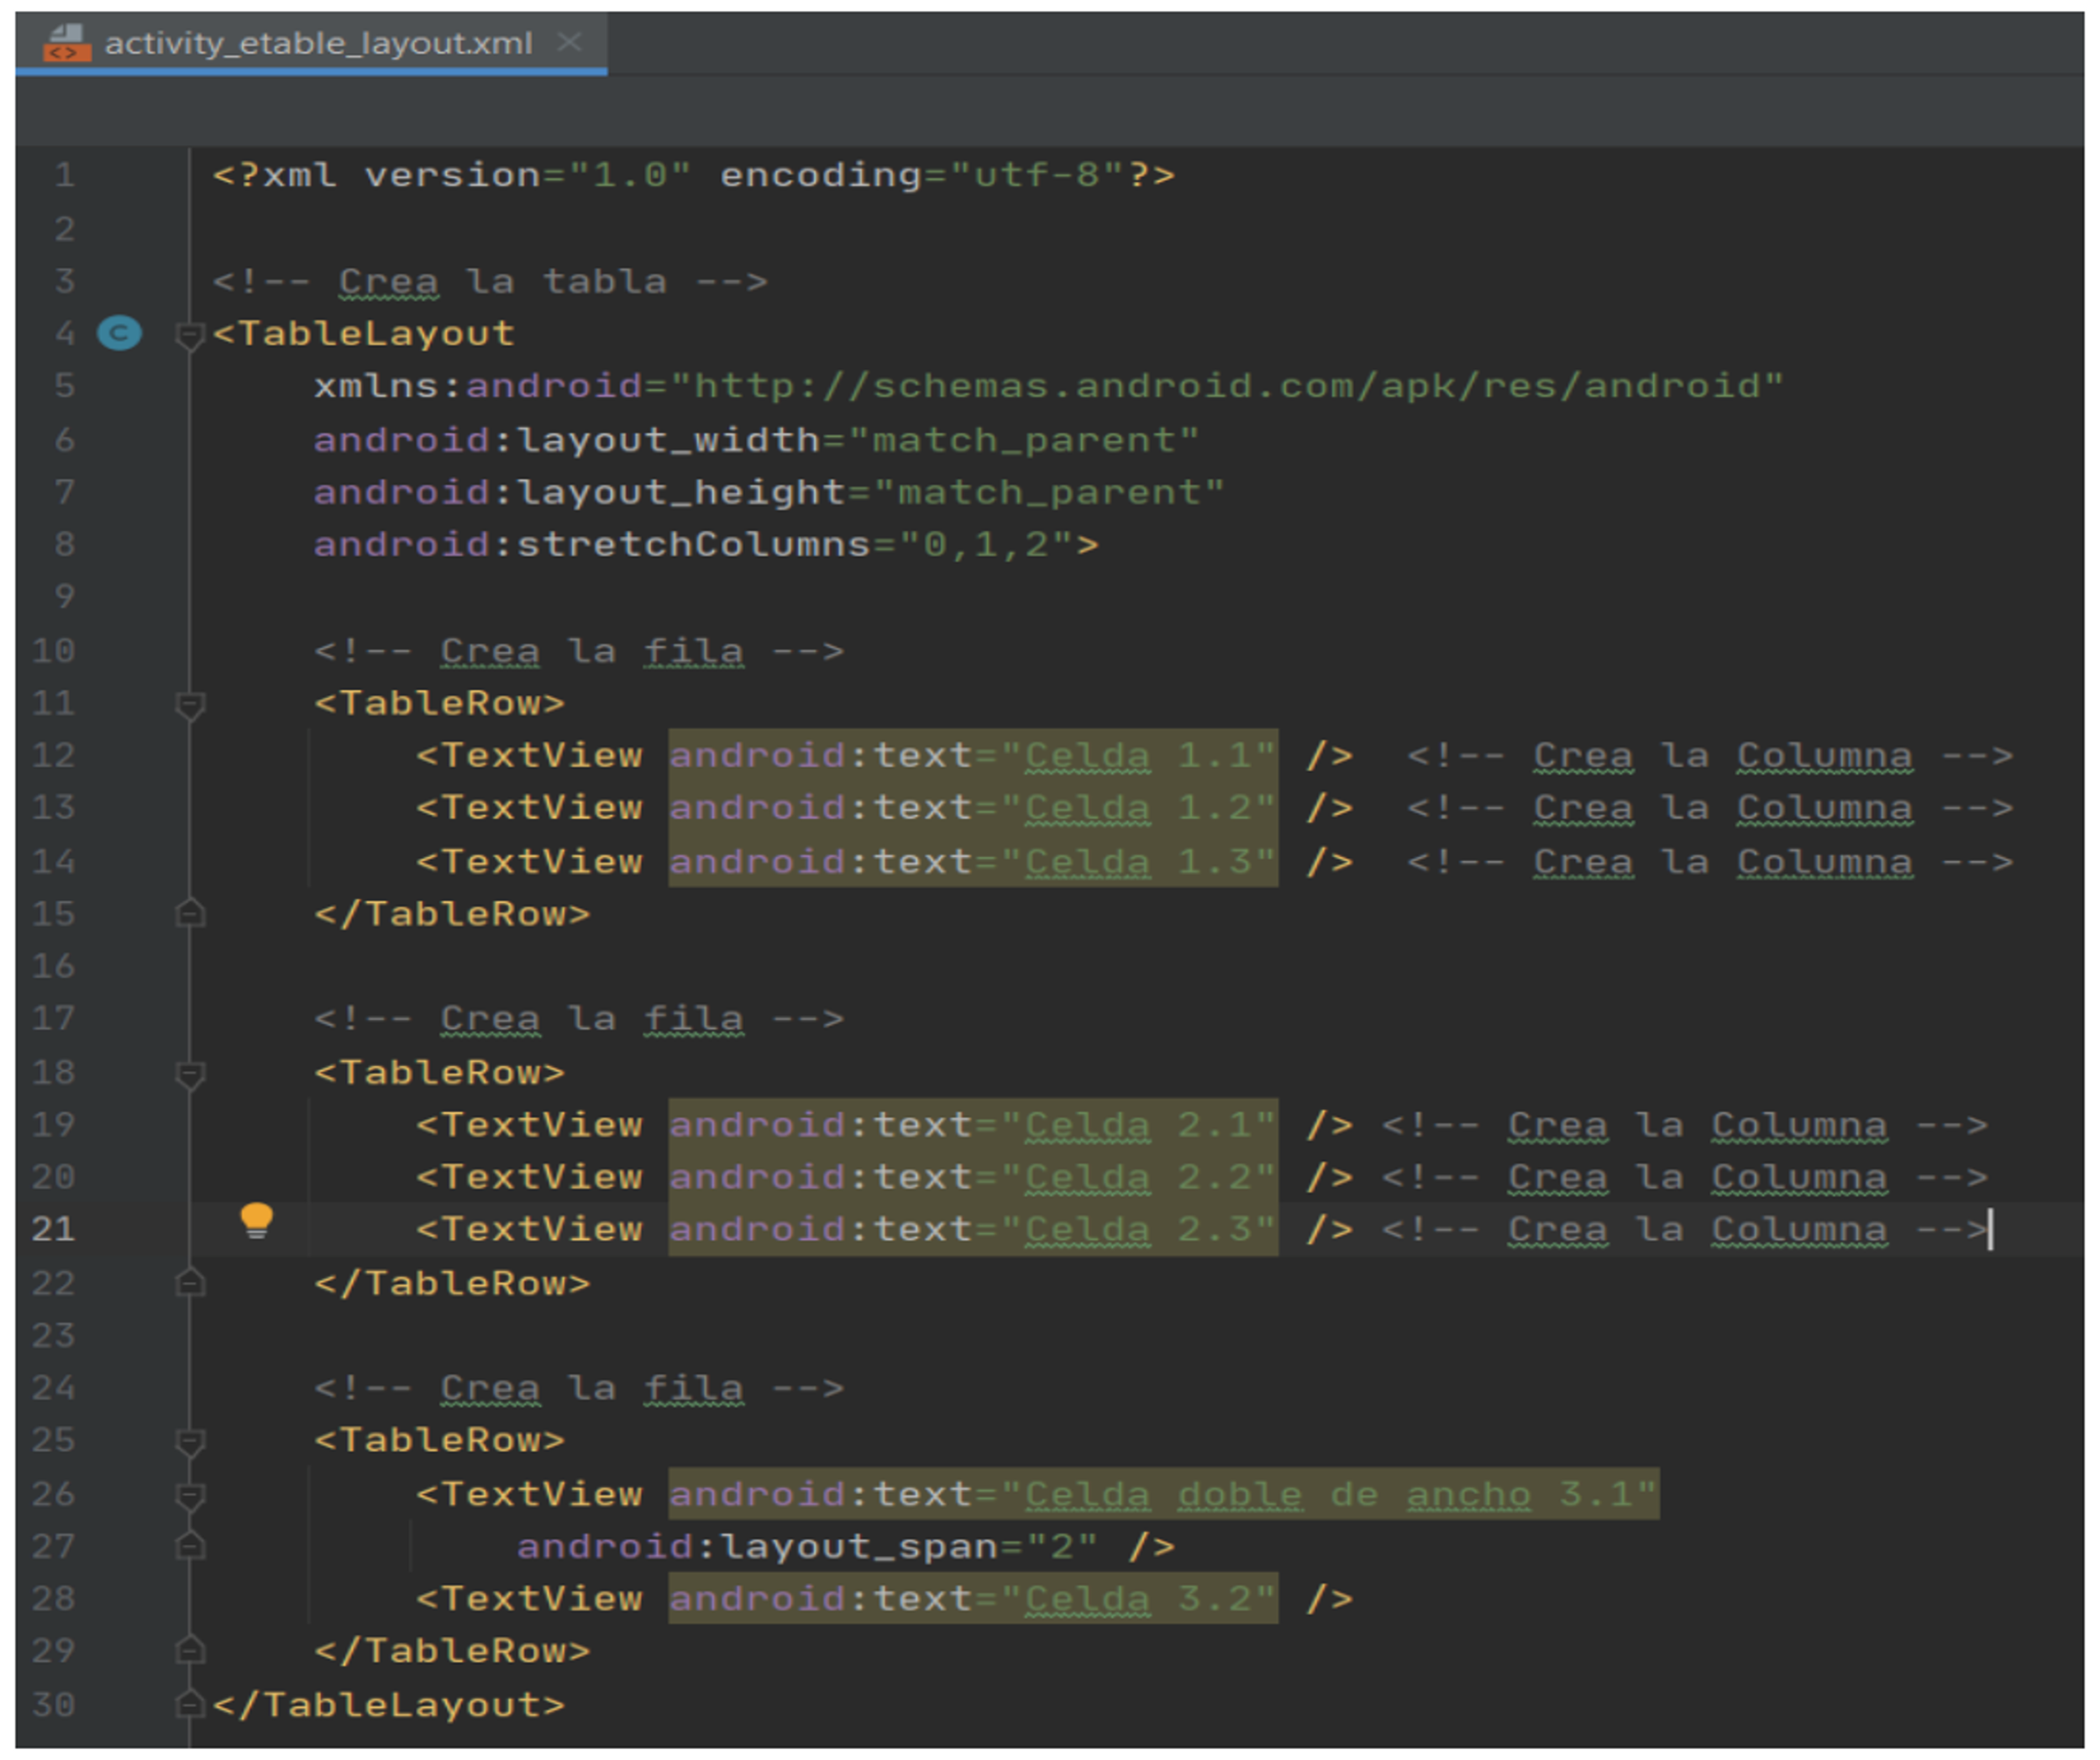 activity_etable_layout.xml
1 <?xml version="1.0" encoding="utf-8"?>
2
3 <!-- Crea la tabla -->
4 <TableLayout
5 xmlns:android="http://schemas.android.com/apk/res/android"
6 android:layout_width="match_parent"
7 android:layout_height="match_parent"
8 android:stretchColumns="0,1,2">
9
10 <!-- Crea la fila -->
11 <TableRow>
12 <TextView android:text="Celda 1.1" /> <!-- Crea la Columna -->
13 <TextView android:text="Celda 1.2" /> <!-- Crea la Columna -->
14 <TextView android:text="Celda 1.3" /> <!-- Crea la Columna -->
15 </TableRow>
16
17 <!-- Crea la fila -->
18 <TableRow>
19 <TextView android:text="Celda 2.1" /> <!-- Crea la Columna -->
20 <TextView android:text="Celda 2.2" /> <!-- Crea la Columna -->
21 <TextView android:text="Celda 2.3" /> <!-- Crea la Columna -->
22 </TableRow>
23
24 <!-- Crea la fila -->
25 <TableRow>
26 <TextView android:text="Celda doble de ancho 3.1"
27 android:layout_span="2" />
28 <TextView android:text="Celda 3.2" />
29 </TableRow>
30 </TableLayout>